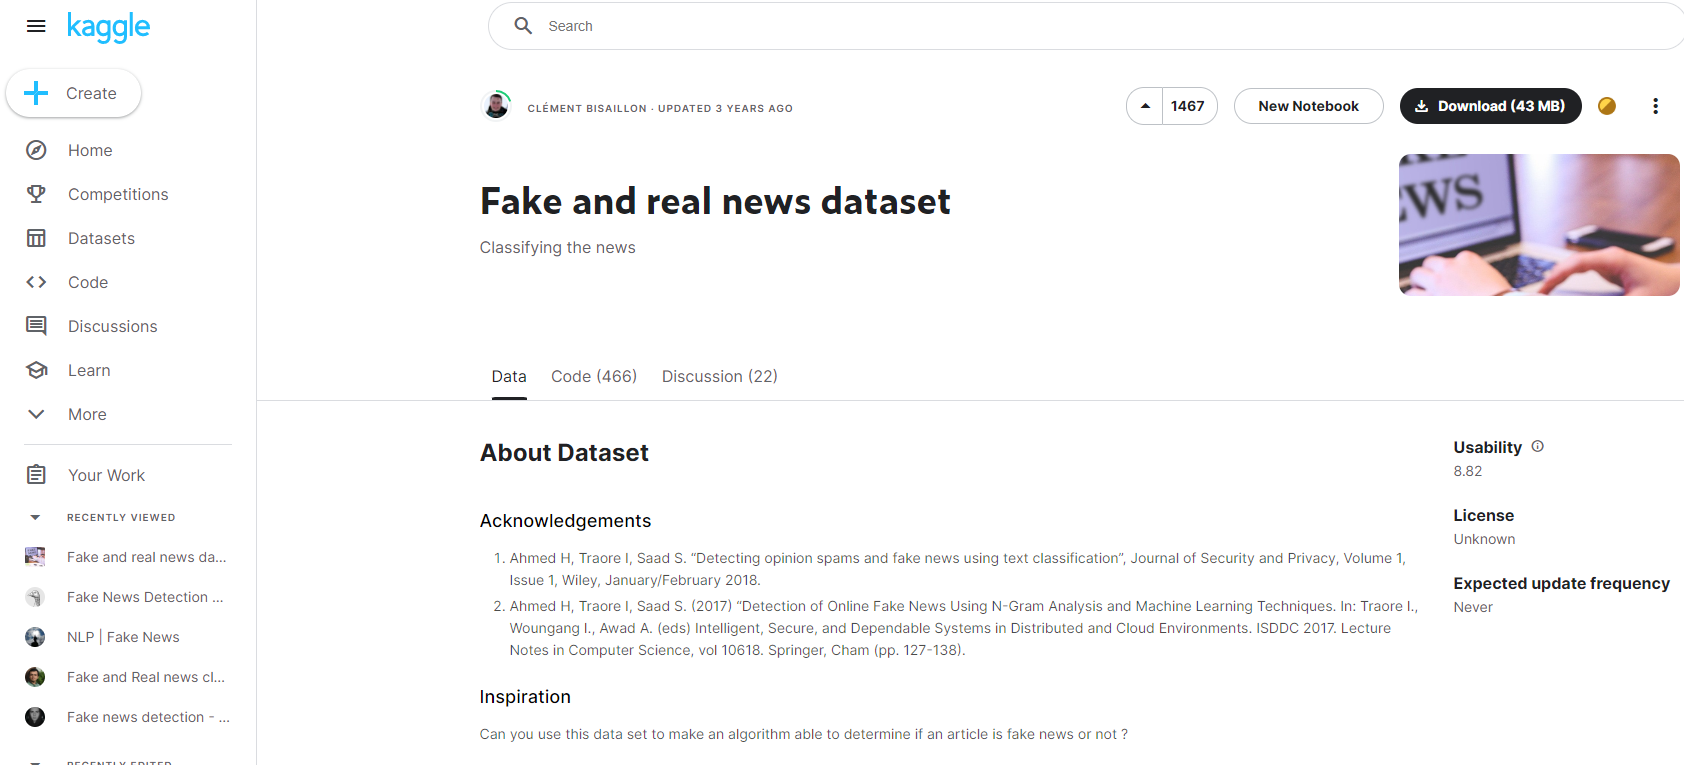 kaggle
Search
Create
Home
Competitions
Datasets
Code
Discussions
Learn
More
Your Work
RECENTLY VIEWED
Fake and real news da...
Fake News Detection ...
NLP | Fake News
Fake and Real news cl...
Fake news detection - ...
RECENTLY EDITED
CLÉMENT BISAILLON · UPDATED 3 YEARS AGO
1467
New Notebook
Download (43 MB)
Fake and real news dataset
Classifying the news
EWS
Data
Code (466)
Discussion (22)
About Dataset
Acknowledgements
1. Ahmed H, Traore I, Saad S. “Detecting opinion spams and fake news using text classification”, Journal of Security and Privacy, Volume 1,
Issue 1, Wiley, January/February 2018.
2. Ahmed H, Traore I, Saad S. (2017) “Detection of Online Fake News Using N-Gram Analysis and Machine Learning Techniques. In: Traore I.,
Woungang I., Awad A. (eds) Intelligent, Secure, and Dependable Systems in Distributed and Cloud Environments. ISDDC 2017. Lecture
Notes in Computer Science, vol 10618. Springer, Cham (pp. 127-138).
Inspiration
Can you use this data set to make an algorithm able to determine if an article is fake news or not ?
Usability
8.82
License
Unknown
Expected update frequency
Never